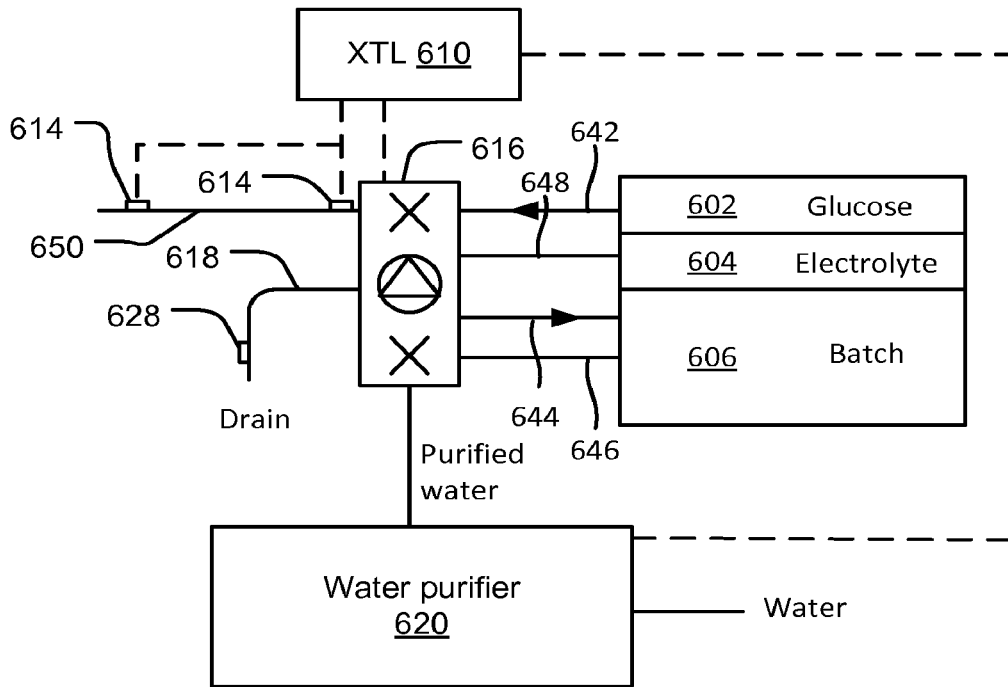 XTL 610
614
616
642
614
648
602 Glucose
650
618
604 Electrolyte
628
606 Batch
Drain
644
646
Purified
water
Water purifier
620
Water